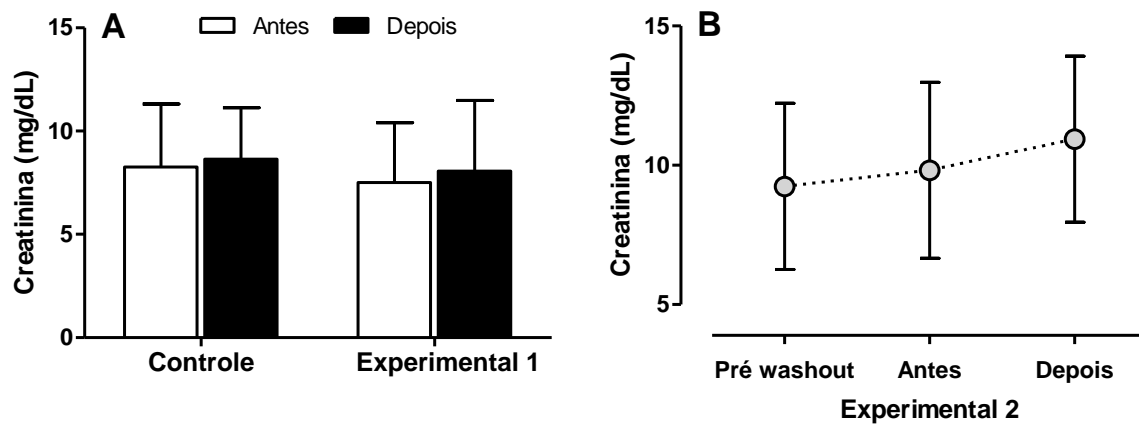 A
Antes
Depois
Creatinina (mg/dL)
15
10
5
0
Controle
Experimental 1
B
Creatinina (mg/dL)
15
10
5
Pré washout
Antes
Depois
Experimental 2